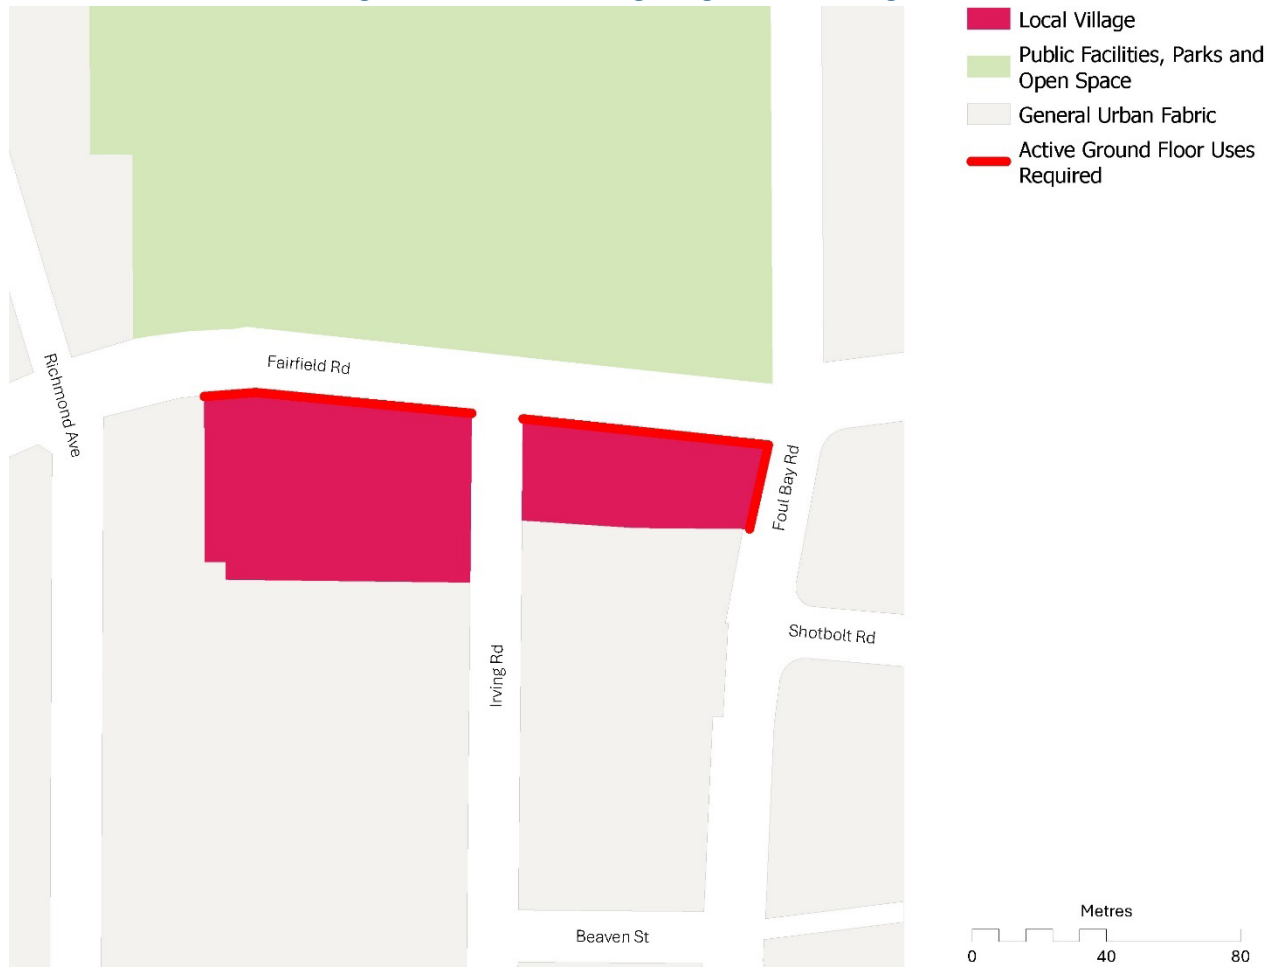 Local Village
Public Facilities, Parks and
Open Space
General Urban Fabric
Active Ground Floor Uses
Required
Fairfield Rd
Richmond Ave
Foul Bay Rd
Shotbolt Rd
Irving Rd
Beaven St
Metres
0 40 80